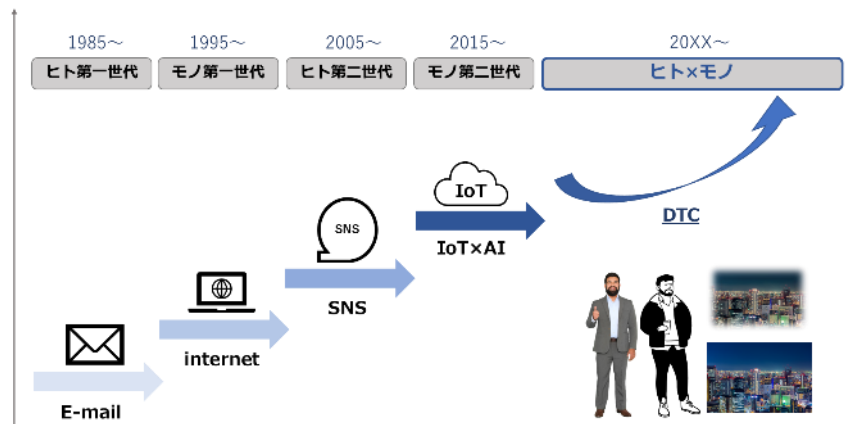 1985～
1995～
2005～
2015～
20XX～
ヒト第一世代
モノ第一世代
ヒト第二世代
モノ第二世代
ヒト×モノ
IoT
DTC
SNS
IoT×AI
SNS
internet
E-mail